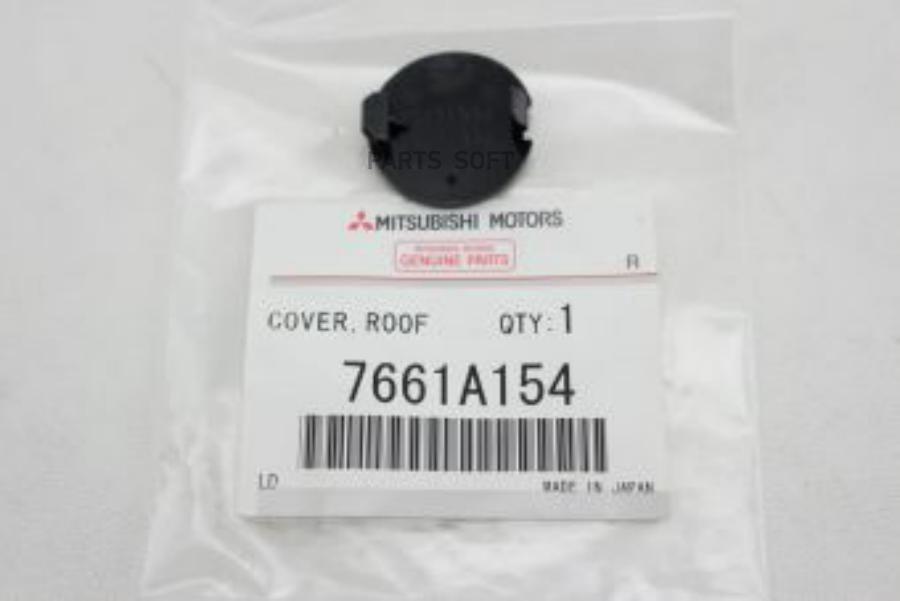 PARTS SOFT
MITSUBISHI MOTORS
GENUINE PARTS
R
COVER, ROOF QTY:1
7661A154
LD MADE IN JAPAN